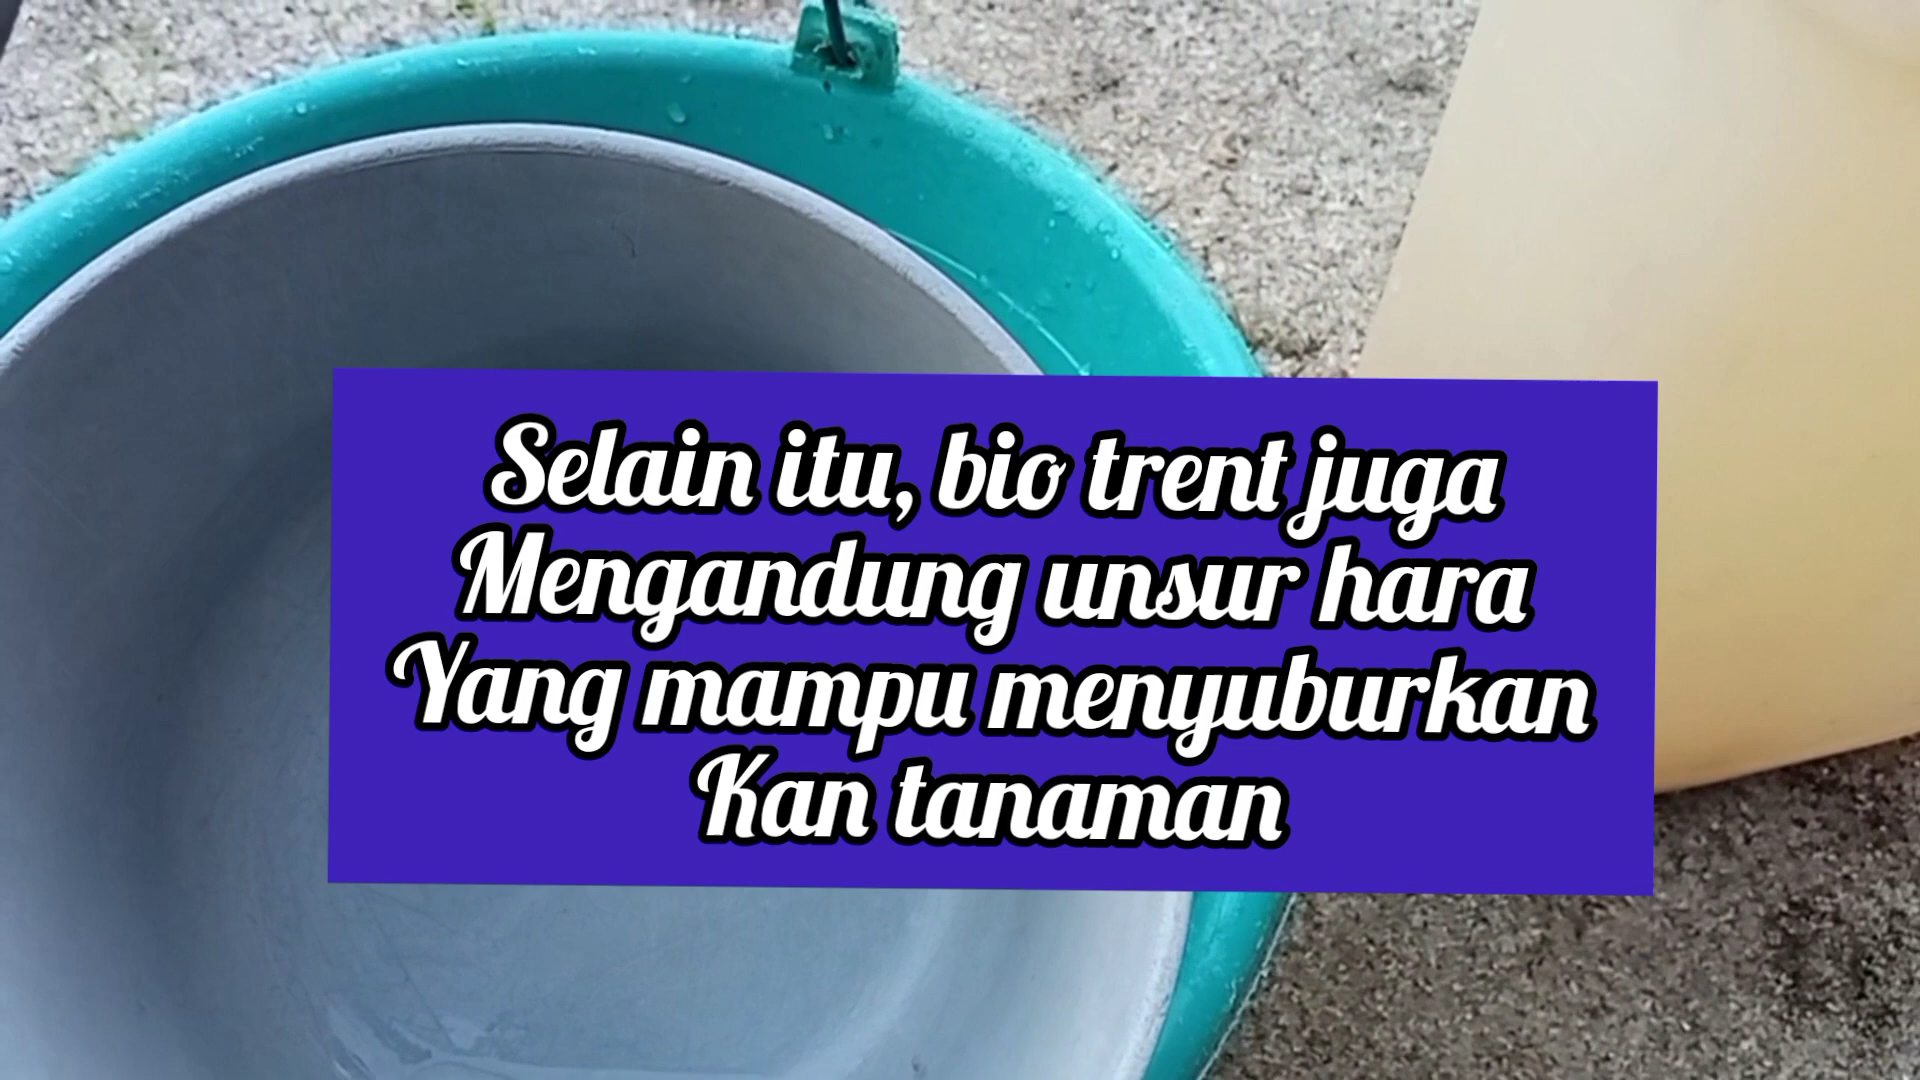 Selain itu, bio trent juga
Mengandung unsur hara
Yang mampu menyuburkan
Kan tanaman